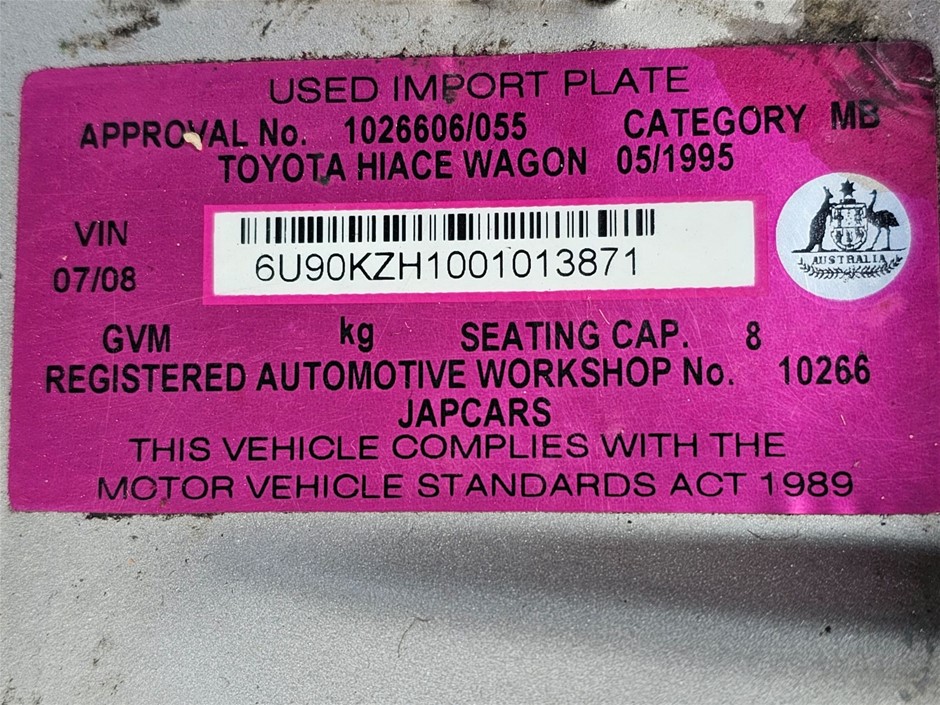 USED IMPORT PLATE
APPROVAL No. 1026606/055 CATEGORY MB
TOYOTA HIACE WAGON 05/1995
VIN
6U90KZH1001013871
07/08
AUSTRALIA
GVM kg SEATING CAP. 8
REGISTERED AUTOMOTIVE WORKSHOP No. 10266
JAPCARS
THIS VEHICLE COMPLIES WITH THE
MOTOR VEHICLE STANDARDS ACT 1989